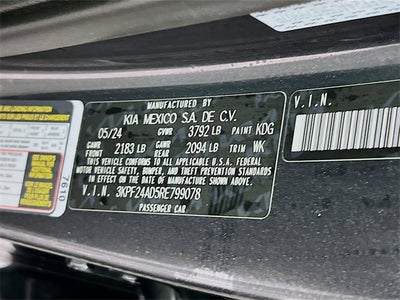 MFD. BY
KIA MEXICO S.A. DE C.V.
05/24 GVWR 3792 LB PAINT KDG
GAWR FRONT 2183 LB GAWR REAR 2094 LB TRIM WK
THIS VEHICLE CONFORMS TO ALL APPLICABLE U.S.A. FEDERAL
MOTOR VEHICLE SAFETY, BUMPER, AND THEFT PREVENTION STANDARDS
IN EFFECT ON THE DATE OF MANUFACTURE SHOWN ABOVE.
V.I.N. 3KPF24AD5RE799078
PASSENGER CAR
V.I.N.
7610